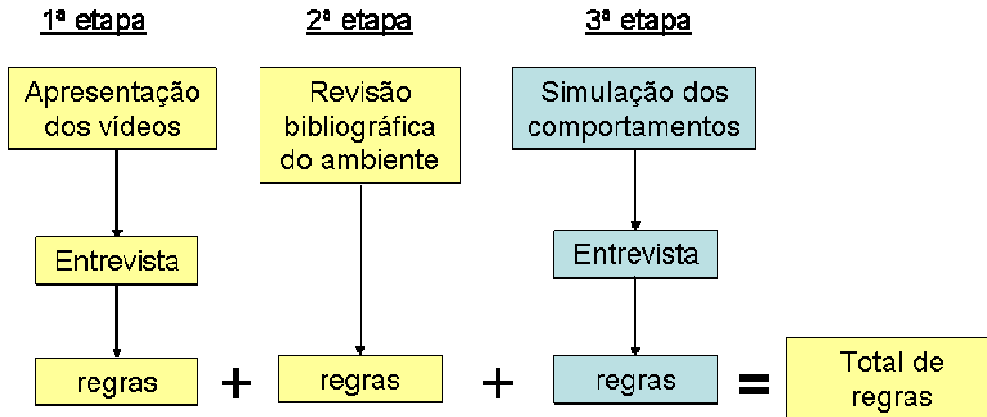 1ª etapa
2ª etapa
3ª etapa
Apresentação
dos vídeos
Revisão
bibliográfica
do ambiente
Simulação dos
comportamentos
Entrevista
Entrevista
regras
+
regras
+
regras
=
Total de
regras